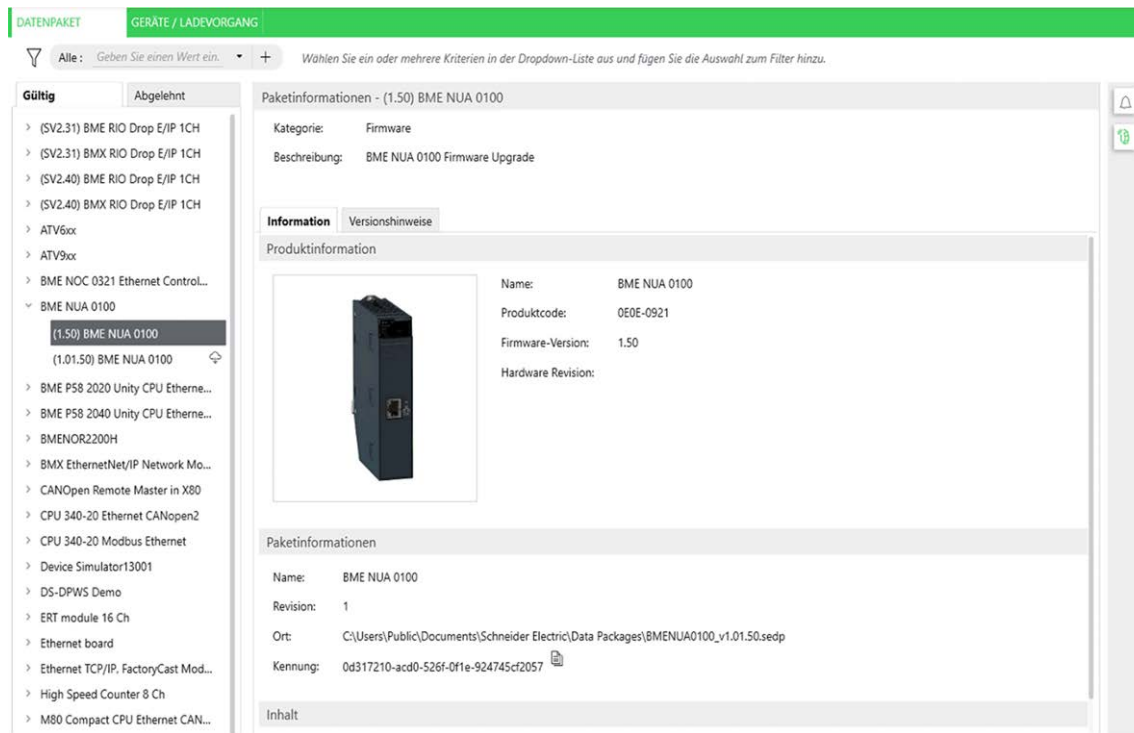 DATENPAKET GERÄTE / LADEVORGANG
Alle : Geben Sie einen Wert ein. + Wählen Sie ein oder mehrere Kriterien in der Dropdown-Liste aus und fügen Sie die Auswahl zum Filter hinzu.
Gültig Abgelehnt
(SV2.31) BME RIO Drop E/IP 1CH
(SV2.31) BMX RIO Drop E/IP 1CH
(SV2.40) BME RIO Drop E/IP 1CH
(SV2.40) BMX RIO Drop E/IP 1CH
ATV6xx
ATV9xx
BME NOC 0321 Ethernet Control...
BME NUA 0100
(1.50) BME NUA 0100
(1.01.50) BME NUA 0100
BME P58 2020 Unity CPU Etherne...
BME P58 2040 Unity CPU Etherne...
BMENOR2200H
BMX EthernetNet/IP Network Mo...
CANOpen Remote Master in X80
CPU 340-20 Ethernet CANopen2
CPU 340-20 Modbus Ethernet
Device Simulator13001
DS-DPWS Demo
ERT module 16 Ch
Ethernet board
Ethernet TCP/IP. FactoryCast Mod...
High Speed Counter 8 Ch
M80 Compact CPU Ethernet CAN...
Paketinformationen - (1.50) BME NUA 0100
Kategorie: Firmware
Beschreibung: BME NUA 0100 Firmware Upgrade
Information Versionshinweise
Produktinformation
Name: BME NUA 0100
Produktcode: 0E0E-0921
Firmware-Version: 1.50
Hardware Revision:
Paketinformationen
Name: BME NUA 0100
Revision: 1
Ort: C:\Users\Public\Documents\Schneider Electric\Data Packages\BMENUA0100_v1.01.50.sedp
Kennung: 0d317210-acd0-526f-0f1e-924745cf2057
Inhalt